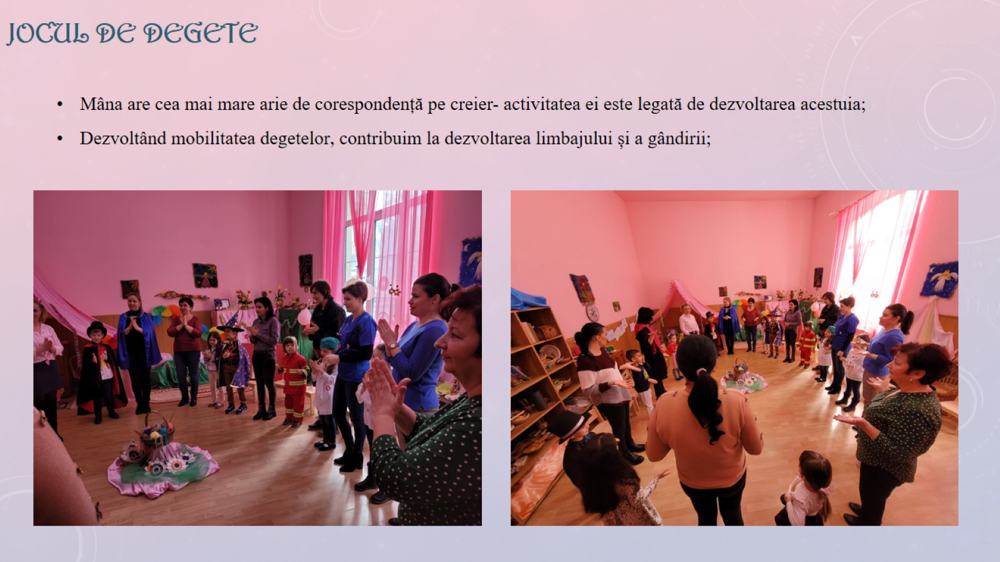 JOCUL DE DEGETE
• Mâna are cea mai mare arie de corespondență pe creier- activitatea ei este legată de dezvoltarea acestuia;
• Dezvoltând mobilitatea degetelor, contribuim la dezvoltarea limbajului și a gândirii;